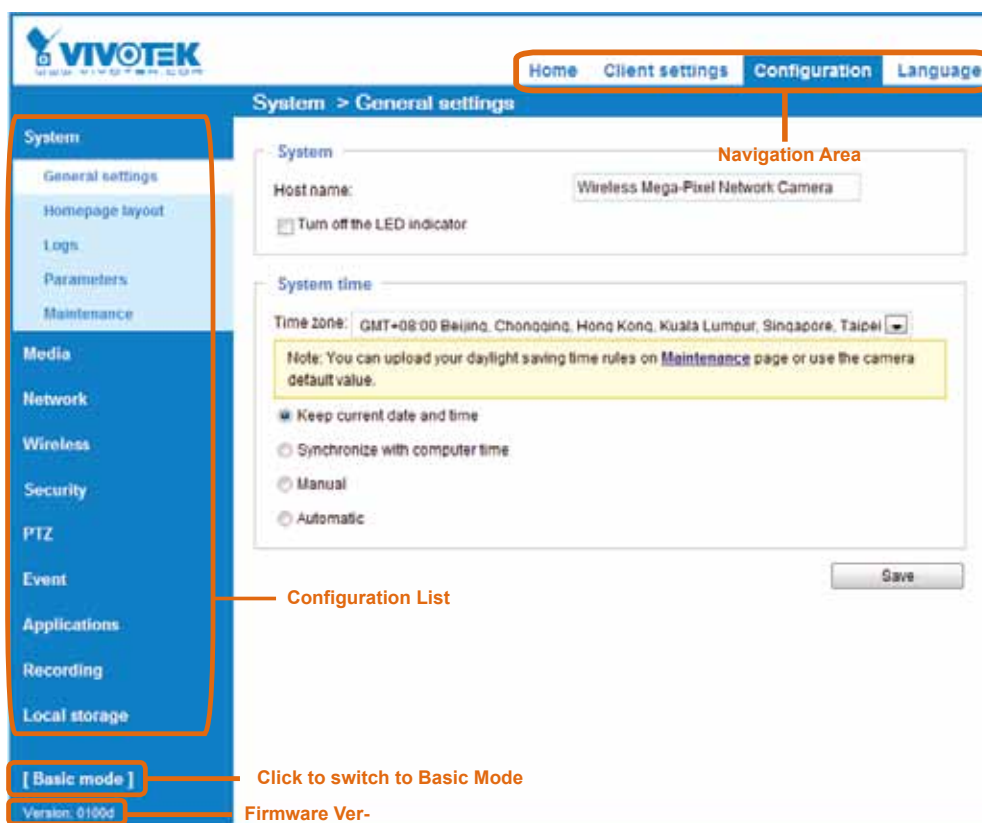 VIVOTEK
WWW.VIVOTEK.COM
Home Client settings Configuration Language
System > General settings
Navigation Area
System
General settings
Homepage layout
Logs
Parameters
Maintenance
Media
Network
Wireless
Security
PTZ
Event
Applications
Recording
Local storage
[ Basic mode ]
Version: 0100d
System
Host name: Wireless Mega-Pixel Network Camera
Turn off the LED indicator
System time
Time zone: GMT+08:00 Beijing, Chongqing, Hong Kong, Kuala Lumpur, Singapore, Taipei
Note: You can upload your daylight saving time rules on Maintenance page or use the camera
default value.
Keep current date and time
Synchronize with computer time
Manual
Automatic
Save
Configuration List
Click to switch to Basic Mode
Firmware Ver-